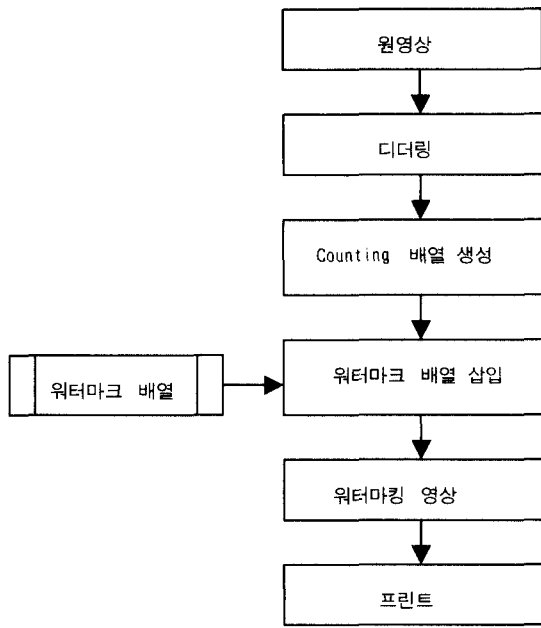 원영상
디더링
Counting 배열 생성
워터마크 배열
워터마크 배열 삽입
워터마킹 영상
프린트